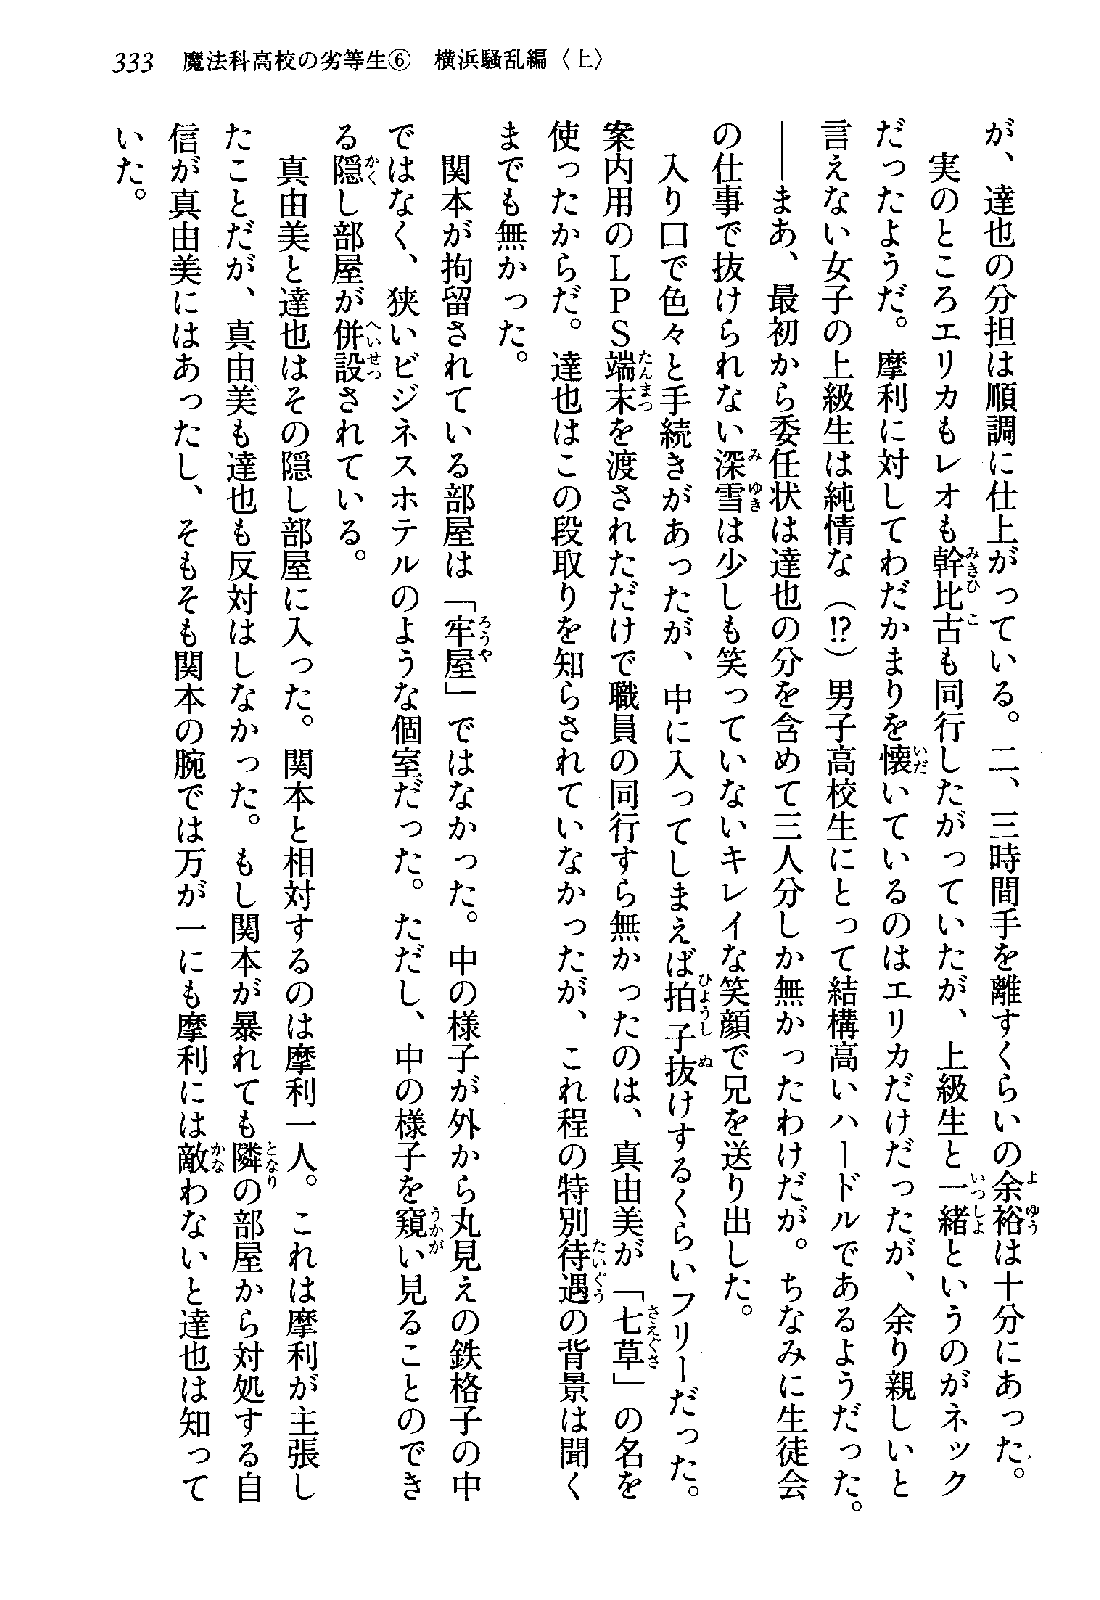 333　魔法科高校の劣等生⑥　横浜騒乱編〈上〉
が、達也の分担は順調に仕上がっている。二、三時間手を離すくらいの余裕は十分にあった。
　実のところエリカもレオも幹比古も同行したがっていたが、上級生と一緒というのがネック
だったようだ。摩利に対してわだかまりを懐いているのはエリカだけだったが、余り親しいと
言えない女子の上級生は純情な（!?）男子高校生にとって結構高いハードルであるようだった。
――まあ、最初から委任状は達也の分を含めて三人分しか無かったわけだが。ちなみに生徒会
の仕事で抜けられない深雪は少しも笑っていないキレイな笑顔で兄を送り出した。
　入り口で色々と手続きがあったが、中に入ってしまえば拍子抜けするくらいフリーだった。
案内用のＬＰＳ端末を渡されただけで職員の同行すら無かったのは、真由美が「七草」の名を
使ったからだ。達也はこの段取りを知らされていなかったが、これ程の特別待遇の背景は聞く
までも無かった。
　関本が拘留されている部屋は「牢屋」ではなかった。中の様子が外から丸見えの鉄格子の中
ではなく、狭いビジネスホテルのような個室だった。ただし、中の様子を窺い見ることのでき
る隠し部屋が併設されている。
　真由美と達也はその隠し部屋に入った。関本と相対するのは摩利一人。これは摩利が主張し
たことだが、真由美も達也も反対はしなかった。もし関本が暴れても隣の部屋から対処する自
信が真由美にはあったし、そもそも関本の腕では万が一にも摩利には敵わないと達也は知って
いた。